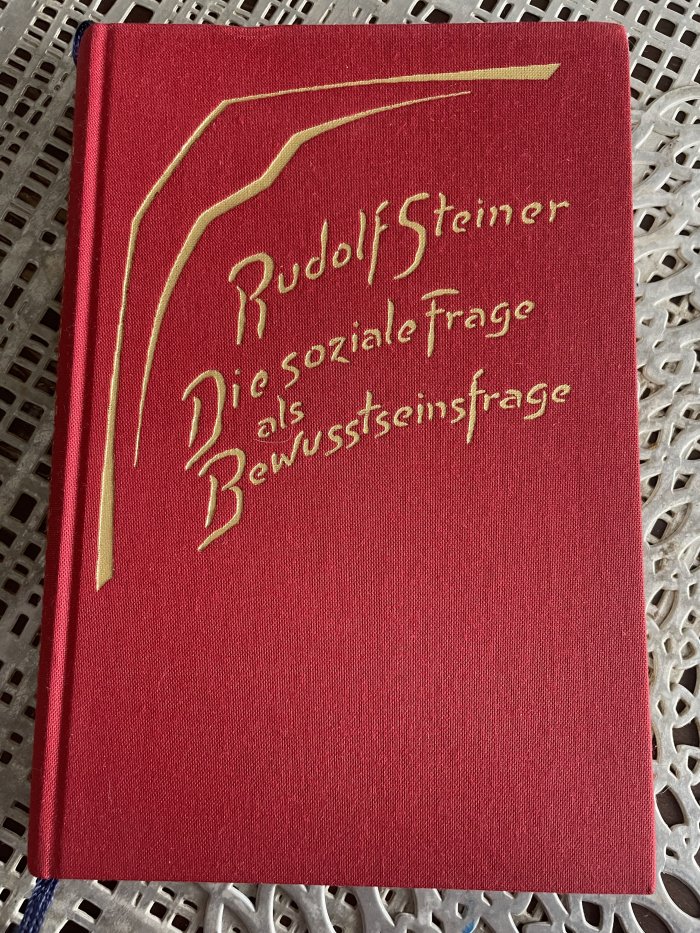 Rudolf Steiner
Die soziale Frage
als
Bewusstseinsfrage